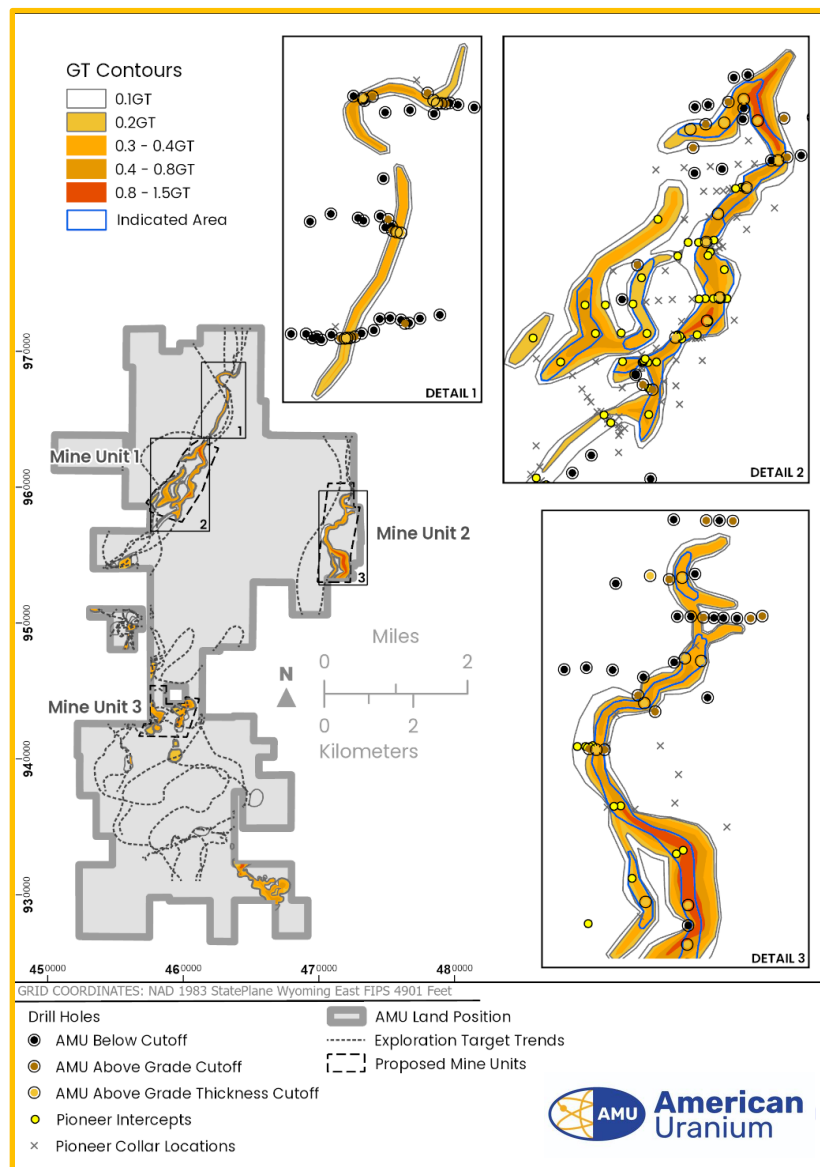 GT Contours
0.1GT
0.2GT
0.3 - 0.4GT
0.4 - 0.8GT
0.8 - 1.5GT
Indicated Area
DETAIL 1
DETAIL 2
970000
Mine Unit 1
1
2
960000
Mine Unit 2
3
950000
Miles
0 2
N
Mine Unit 3
0 2
Kilometers
940000
930000
DETAIL 3
450000 460000 470000 480000
GRID COORDINATES: NAD 1983 StatePlane Wyoming East FIPS 4901 Feet
Drill Holes
AMU Below Cutoff
AMU Above Grade Cutoff
AMU Above Grade Thickness Cutoff
Pioneer Intercepts
Pioneer Collar Locations
AMU Land Position
Exploration Target Trends
Proposed Mine Units
AMU
American
Uranium